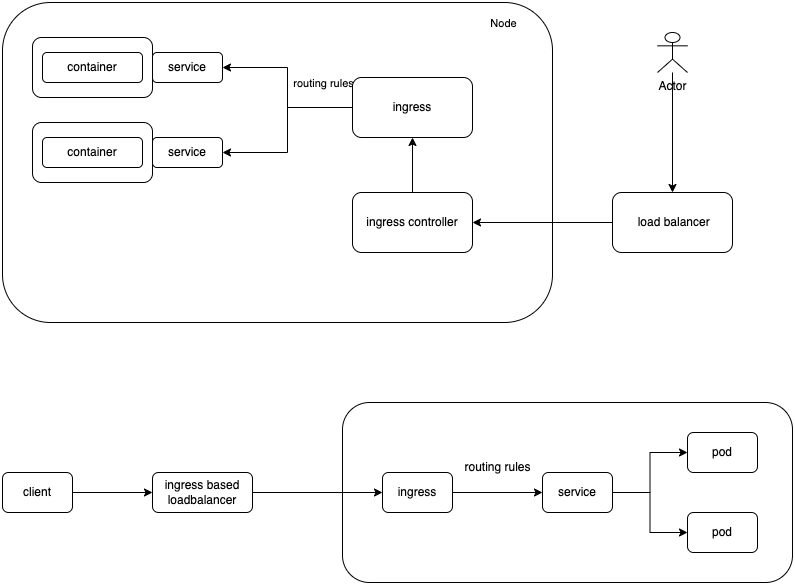 Node
container
service
routing rules
ingress
Actor
container
service
ingress controller
load balancer
client
ingress based
loadbalancer
ingress
routing rules
service
pod
pod